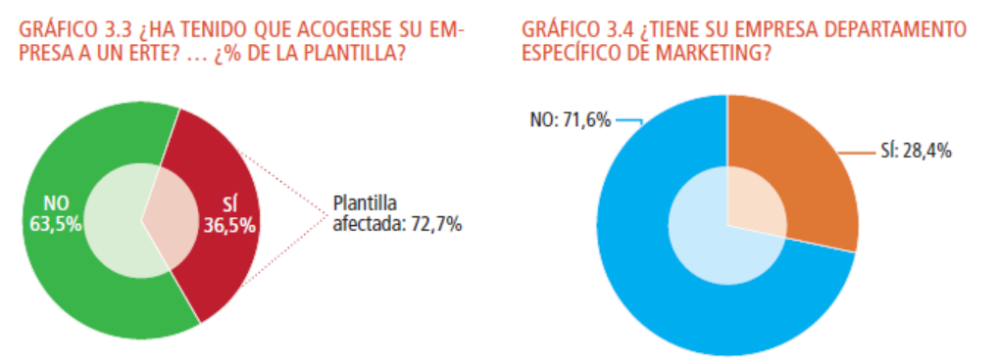 GRÁFICO 3.3 ¿HA TENIDO QUE ACOGERSE SU EM-
PRESA A UN ERTE? ... ¿% DE LA PLANTILLA?
NO
63,5%
SÍ
36,5%
Plantilla
afectada: 72,7%
GRÁFICO 3.4 ¿TIENE SU EMPRESA DEPARTAMENTO
ESPECÍFICO DE MARKETING?
NO: 71,6%
SÍ: 28,4%